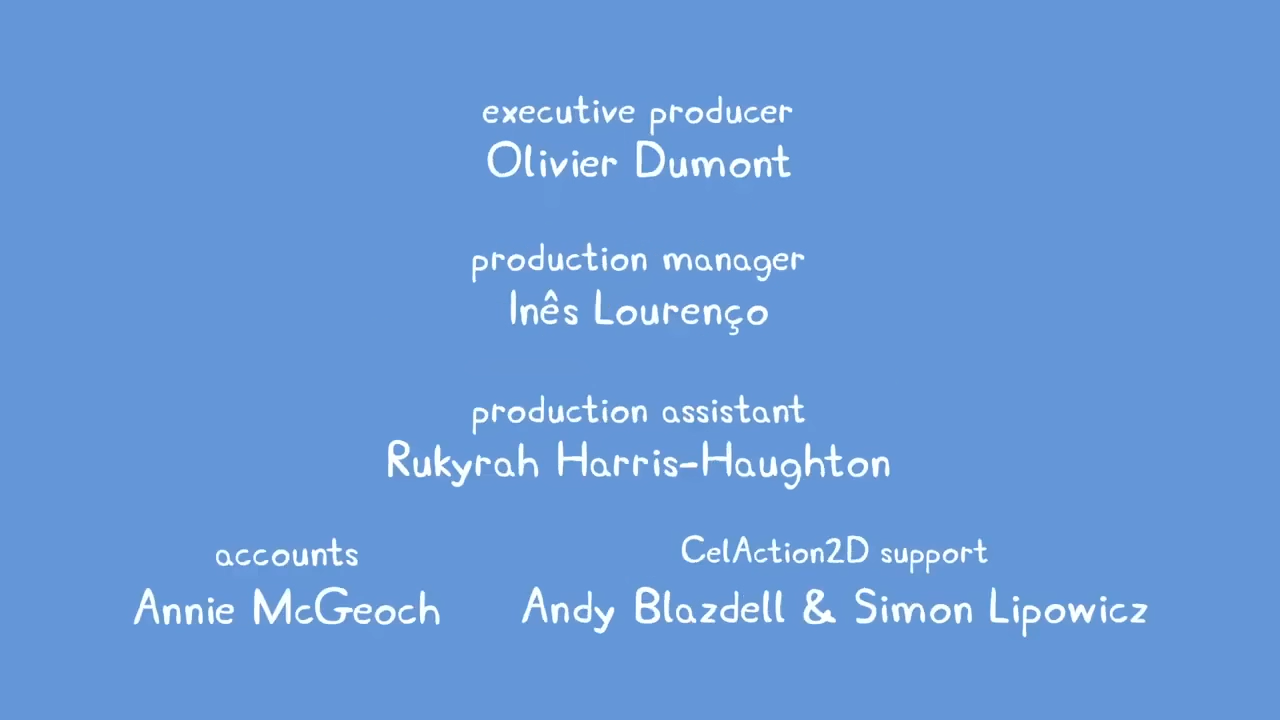 executive producer
Olivier Dumont
production manager
Inês Lourenço
production assistant
Rukyrah Harris-Haughton
accounts
Annie McGeoch
CelAction2D support
Andy Blazdell & Simon Lipowicz